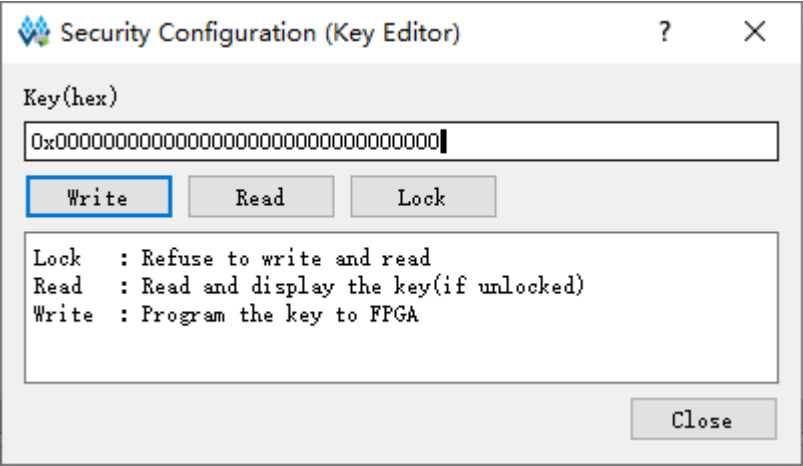 Security Configuration (Key Editor)
?
Key(hex)
0x00000000000000000000000000000000
Write Read Lock
Lock : Refuse to write and read
Read : Read and display the key(if unlocked)
Write : Program the key to FPGA
Close